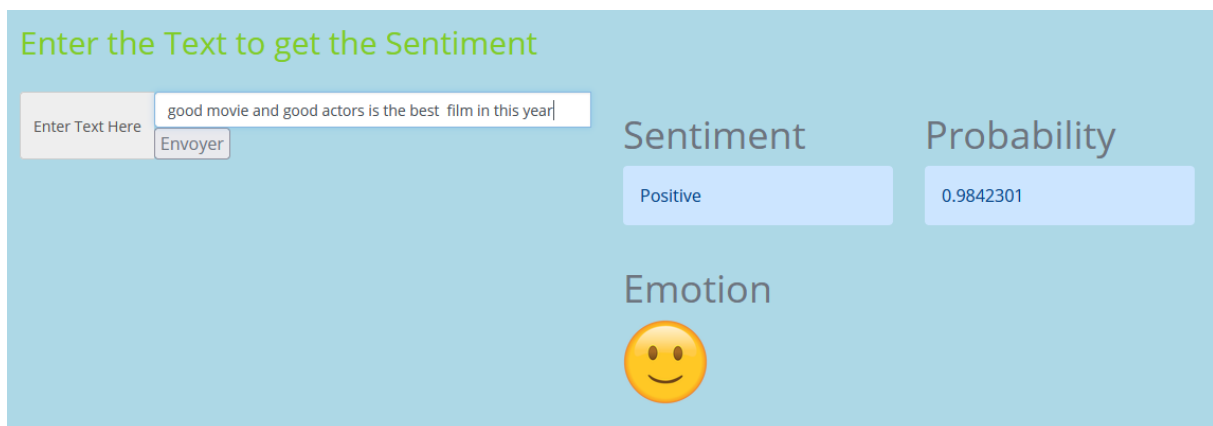 Enter the Text to get the Sentiment
Enter Text Here
good movie and good actors is the best  film in this year
Envoyer
Sentiment
Probability
Positive
0.9842301
Emotion